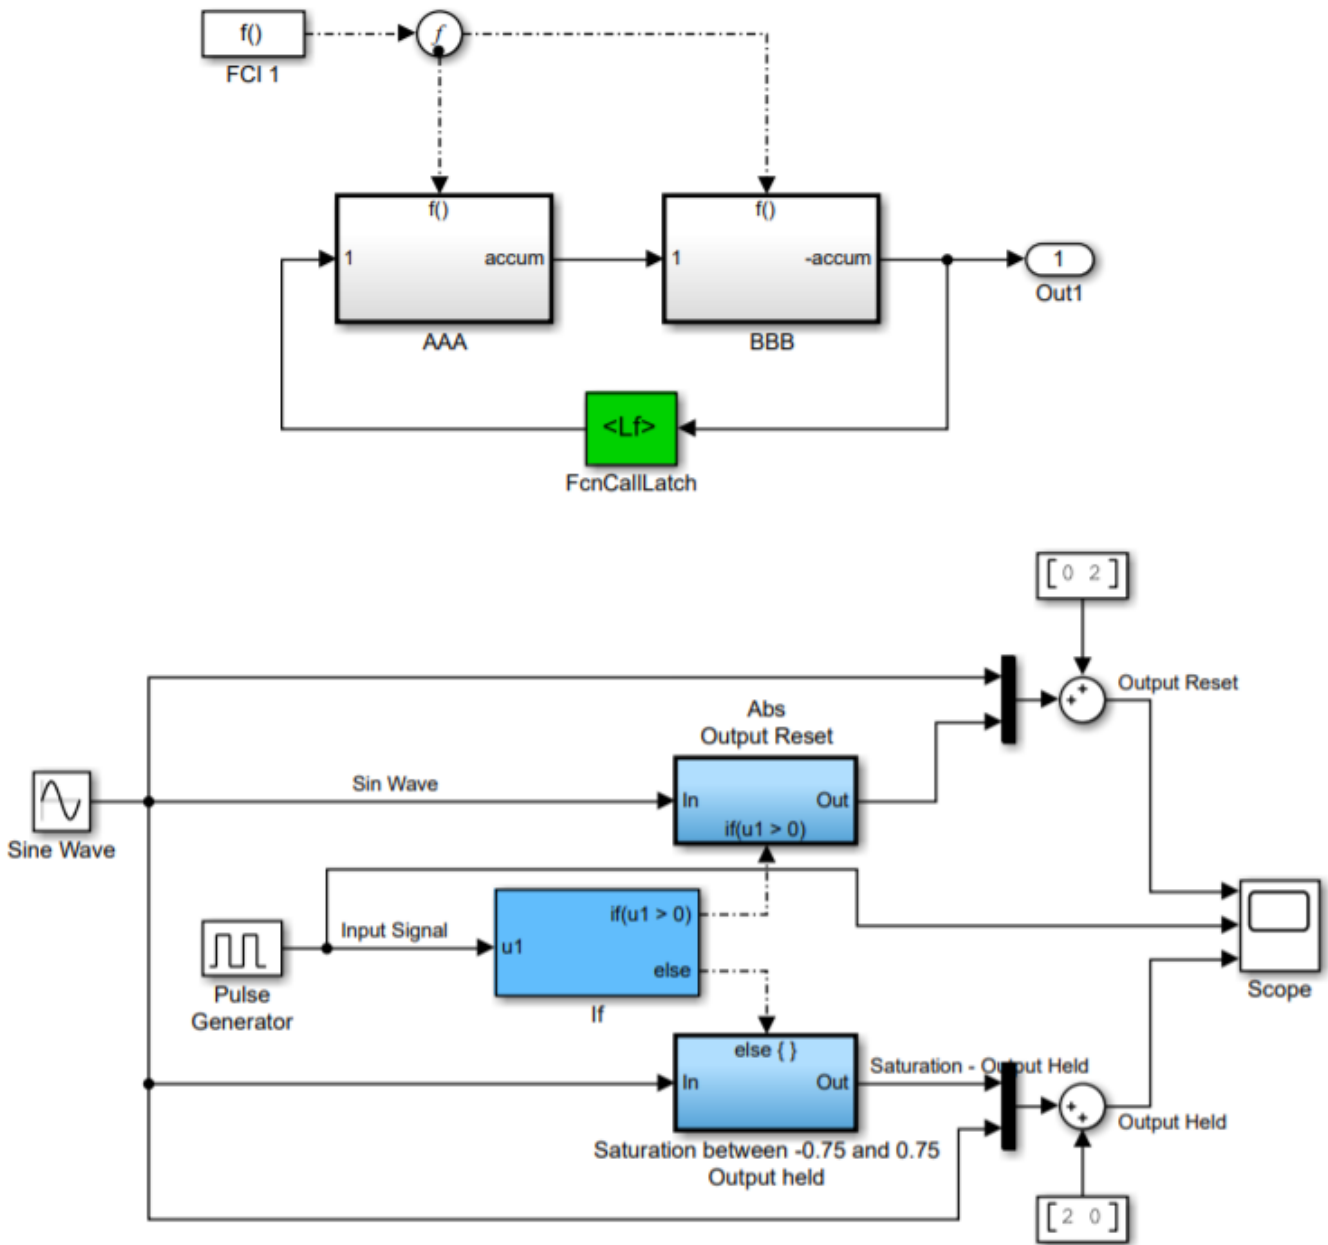 f()
f
FCI 1
f()
f()
1
accum
1
-accum
1
Out1
AAA
BBB
<Lf>
FcnCallLatch
[ 0 2 ]
Output Reset
Abs
Output Reset
Sin Wave
In
Out
if(u1 > 0)
Sine Wave
if(u1 > 0)
Input Signal
u1
else
Pulse
Generator
If
Scope
else { }
Saturation - Output Held
In
Out
Output Held
Saturation between -0.75 and 0.75
Output held
[ 2 0 ]